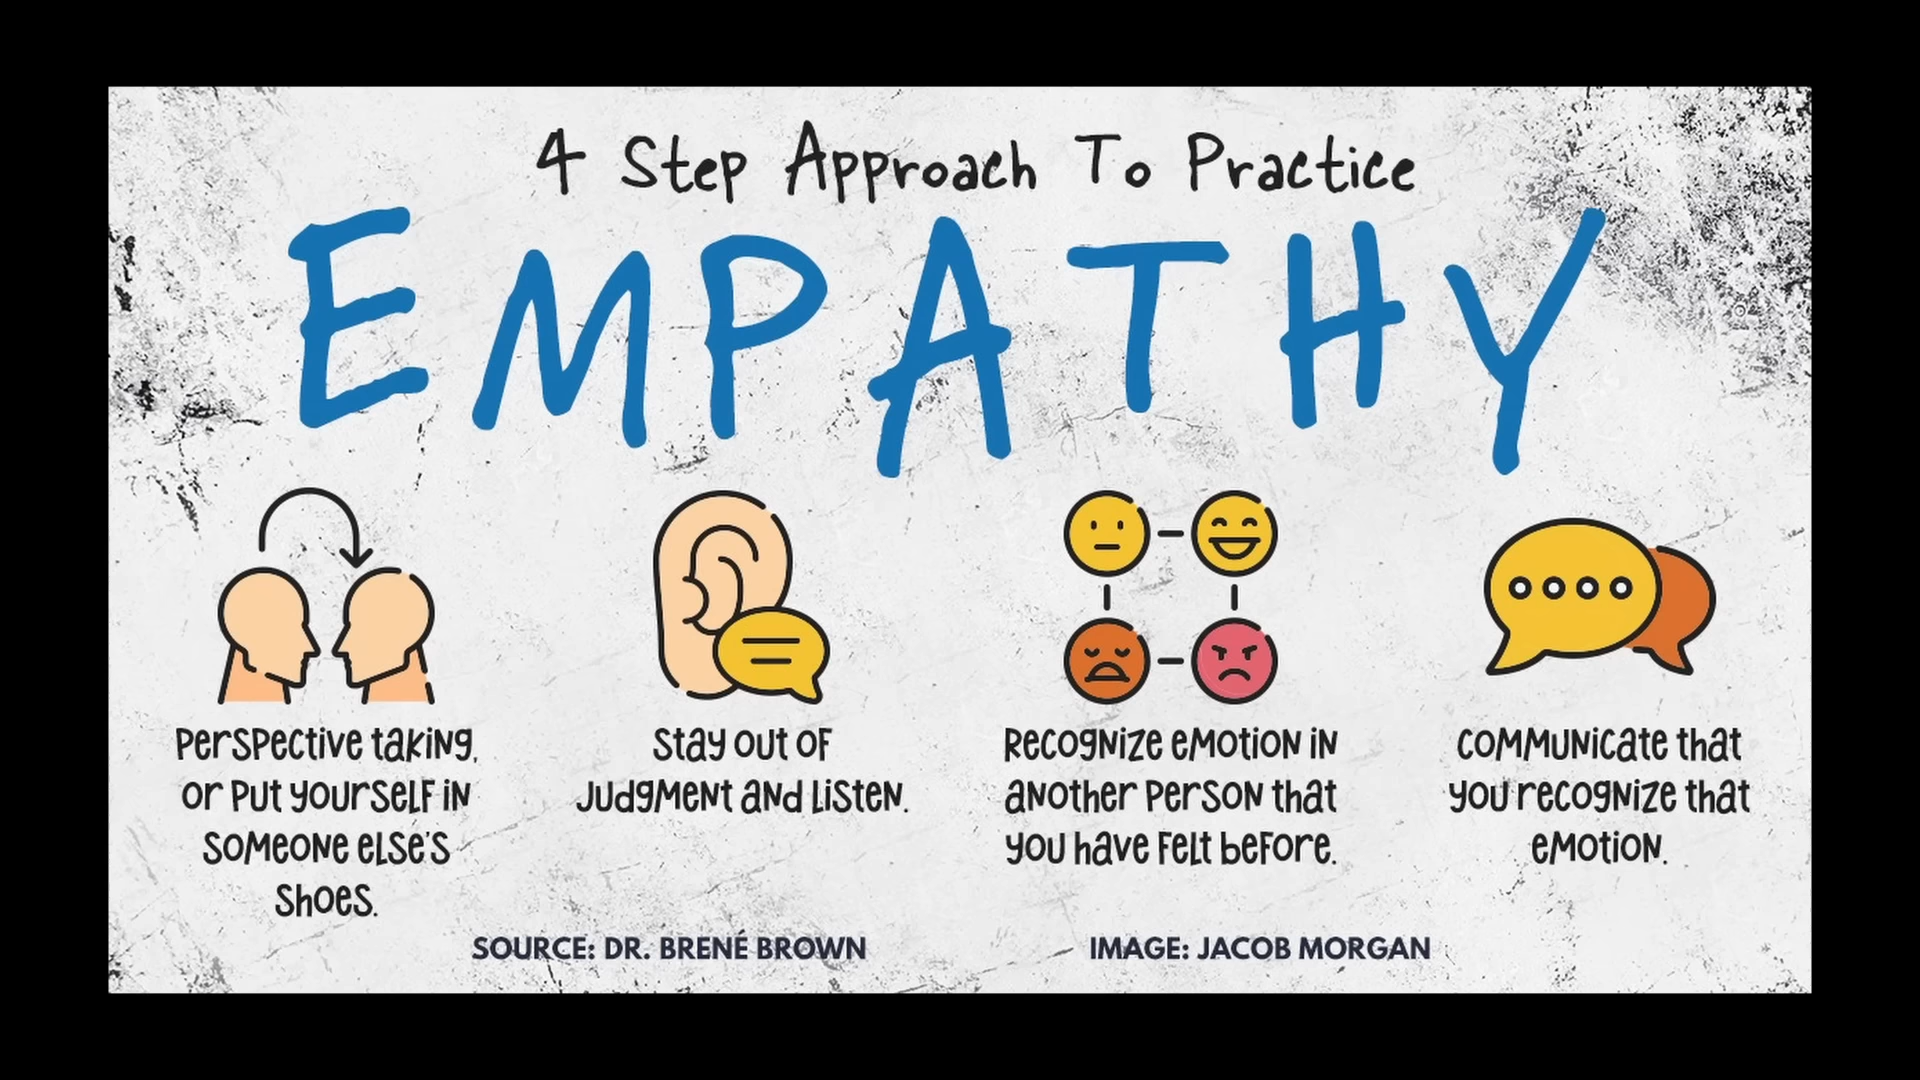 4 Step Approach To Practice
EMPATHY
Perspective taking,
or put yourself in
someone else's
shoes.
Stay out of
judgment and listen.
Recognize emotion in
another person that
you have felt before.
Communicate that
you recognize that
emotion.
SOURCE: DR. BRENÉ BROWN
IMAGE: JACOB MORGAN